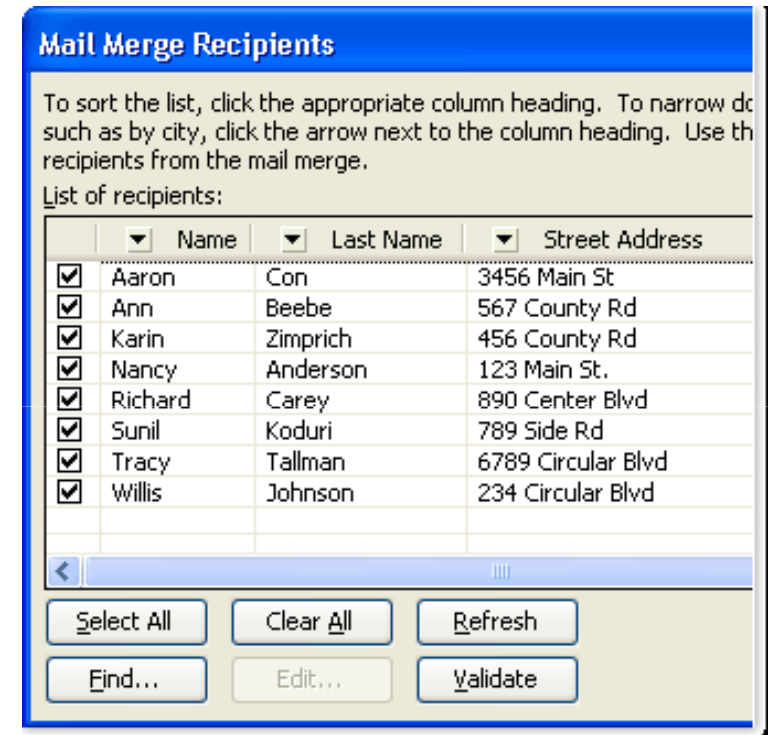 Mail Merge Recipients
To sort the list, click the appropriate column heading. To narrow do
such as by city, click the arrow next to the column heading. Use th
recipients from the mail merge.
List of recipients:
Name Last Name Street Address
Aaron Con 3456 Main St
Ann Beebe 567 County Rd
Karin Zimprich 456 County Rd
Nancy Anderson 123 Main St.
Richard Carey 890 Center Blvd
Sunil Koduri 789 Side Rd
Tracy Tallman 6789 Circular Blvd
Willis Johnson 234 Circular Blvd
Select All Clear All Refresh
Find... Edit... Validate